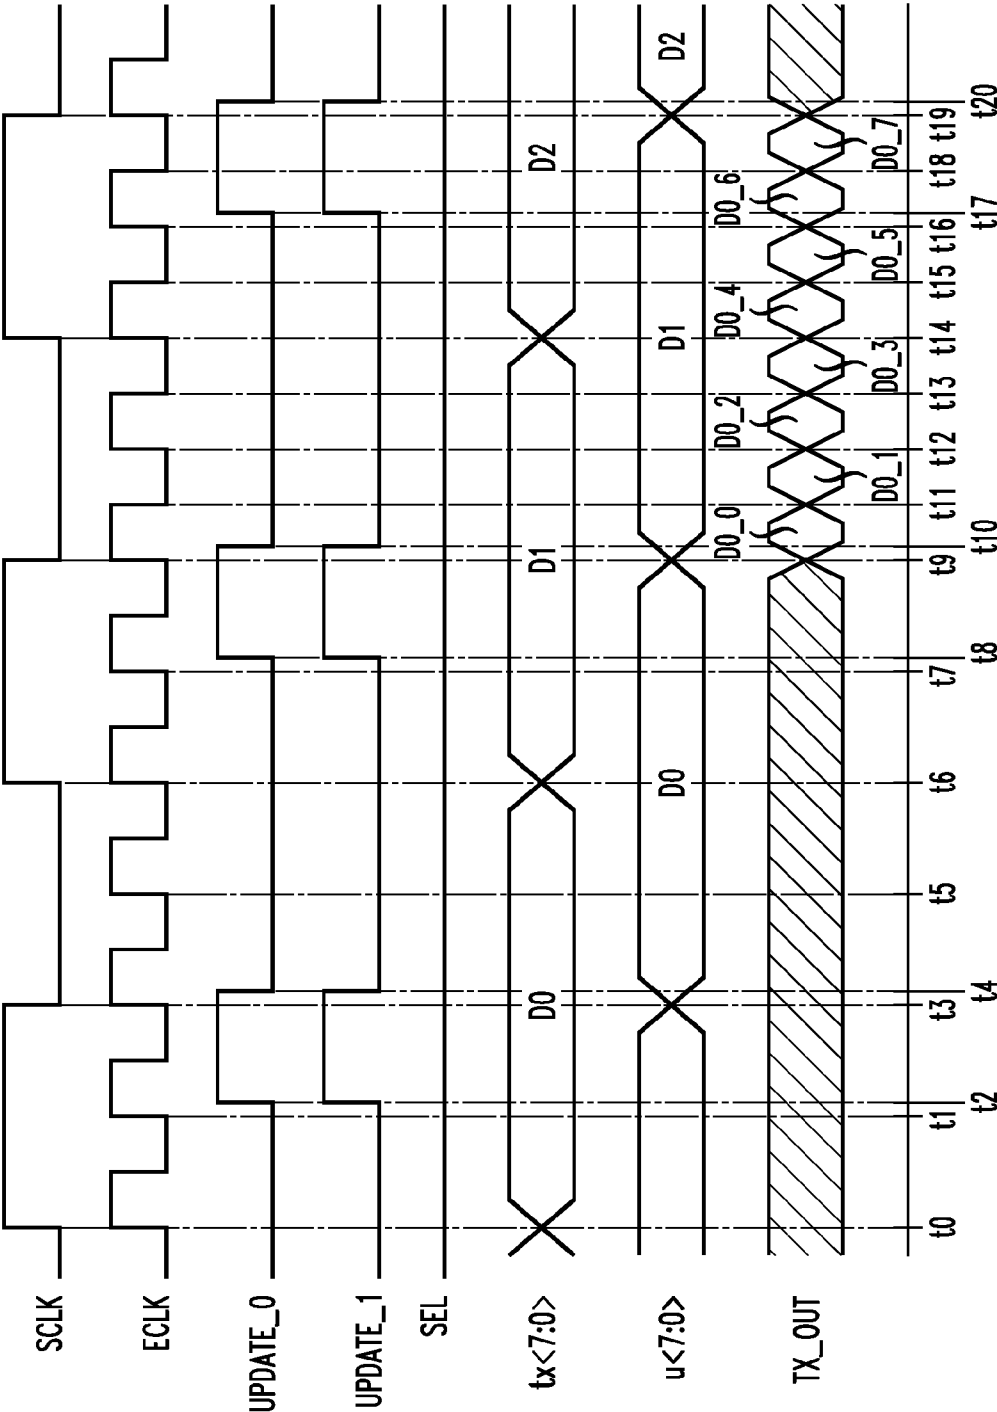 SCLK
ECLK
UPDATE_0
UPDATE_1
SEL
tx<7:0>
D0
D1
D2
u<7:0>
D0
D1
D2
TX_OUT
D0_0
D0_1
D0_2
D0_3
D0_4
D0_5
D0_6
D0_7
t0
t1
t2
t3
t4
t5
t6
t7
t8
t9
t10
t11
t12
t13
t14
t15
t16
t17
t18
t19
t20